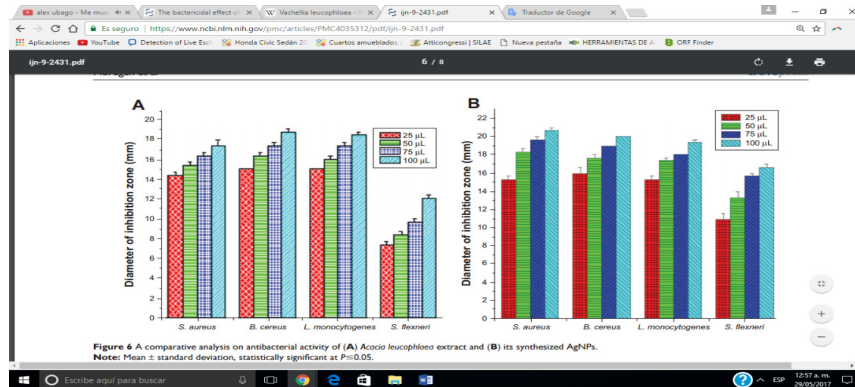 alex ubago - Me mue
The bactericidal effect of
Vachellia leucophloea -
ijn-9-2431.pdf
Traductor de Google
Es seguro https://www.ncbi.nlm.nih.gov/pmc/articles/PMC4035312/pdf/ijn-9-2431.pdf
Aplicaciones YouTube Detection of Live Esch Honda Civic Sedán 20 Cuartos amueblados Atticongressi | SILAE Nueva pestaña HERRAMIENTAS DE A ORF Finder
ijn-9-2431.pdf 6 / 8
A
Diameter of inhibition zone (mm)
20
18
16
14
12
10
8
6
4
2
0
25 µL
50 µL
75 µL
100 µL
S. aureus B. cereus L. monocytogenes S. flexneri
B
Diameter of inhibition zone (mm)
22
20
18
16
14
12
10
8
6
4
2
0
25 µL
50 µL
75 µL
100 µL
S. aureus B. cereus L. monocytogenes S. flexneri
Figure 6 A comparative analysis on antibacterial activity of (A) Acacia leucophloea extract and (B) its synthesized AgNPs.
Note: Mean ± standard deviation, statistically significant at P≤0.05.
Escribe aquí para buscar
ESP
12:57 a. m.
29/05/2017